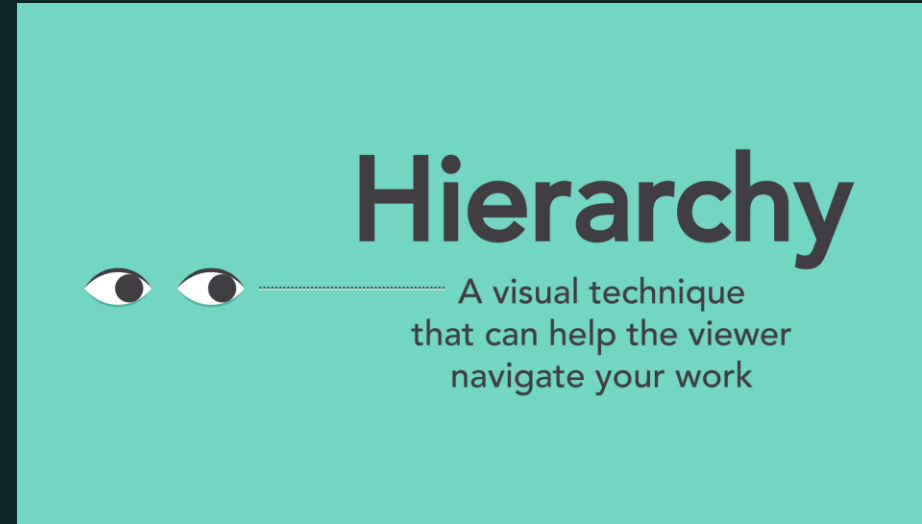 Hierarchy
A visual technique
that can help the viewer
navigate your work